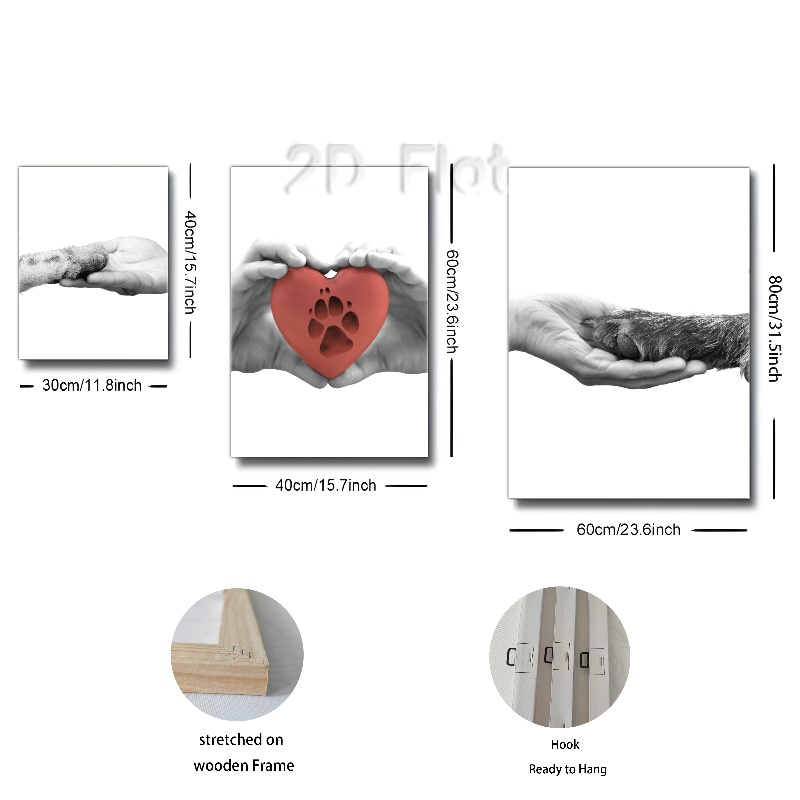 2D Flat
40cm/15.7inch
30cm/11.8inch
60cm/23.6inch
40cm/15.7inch
80cm/31.5inch
60cm/23.6inch
stretched on
wooden Frame
Hook
Ready to Hang